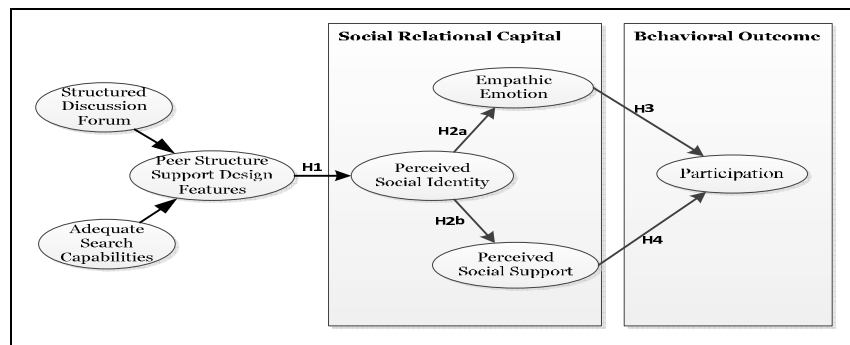 Social Relational Capital
Behavioral Outcome
Structured
Discussion
Forum
Empathic
Emotion
H3
H2a
Peer Structure
Support Design
Features
H1
Perceived
Social Identity
Participation
H2b
Adequate
Search
Capabilities
H4
Perceived
Social Support